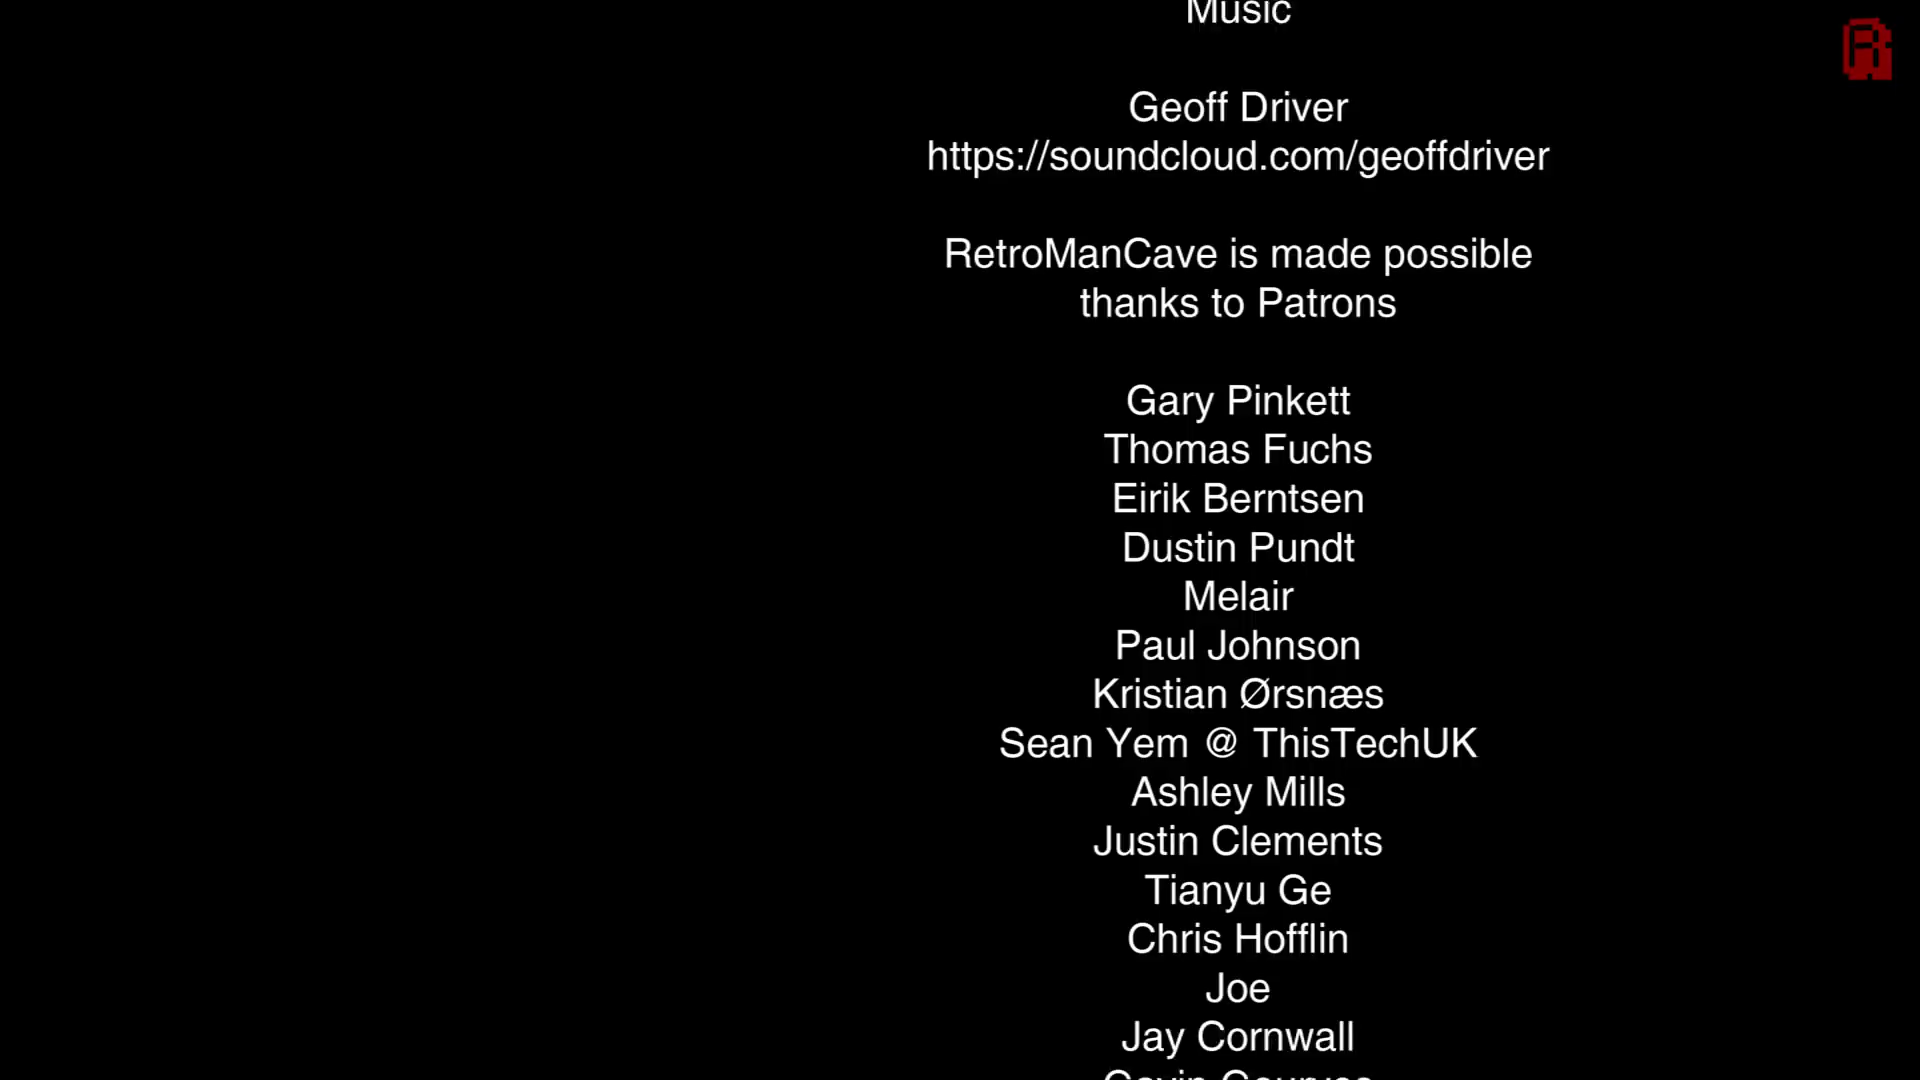 Music
Geoff Driver
https://soundcloud.com/geoffdriver
RetroManCave is made possible
thanks to Patrons
Gary Pinkett
Thomas Fuchs
Eirik Berntsen
Dustin Pundt
Melair
Paul Johnson
Kristian Ørsnæs
Sean Yem @ ThisTechUK
Ashley Mills
Justin Clements
Tianyu Ge
Chris Hofflin
Joe
Jay Cornwall